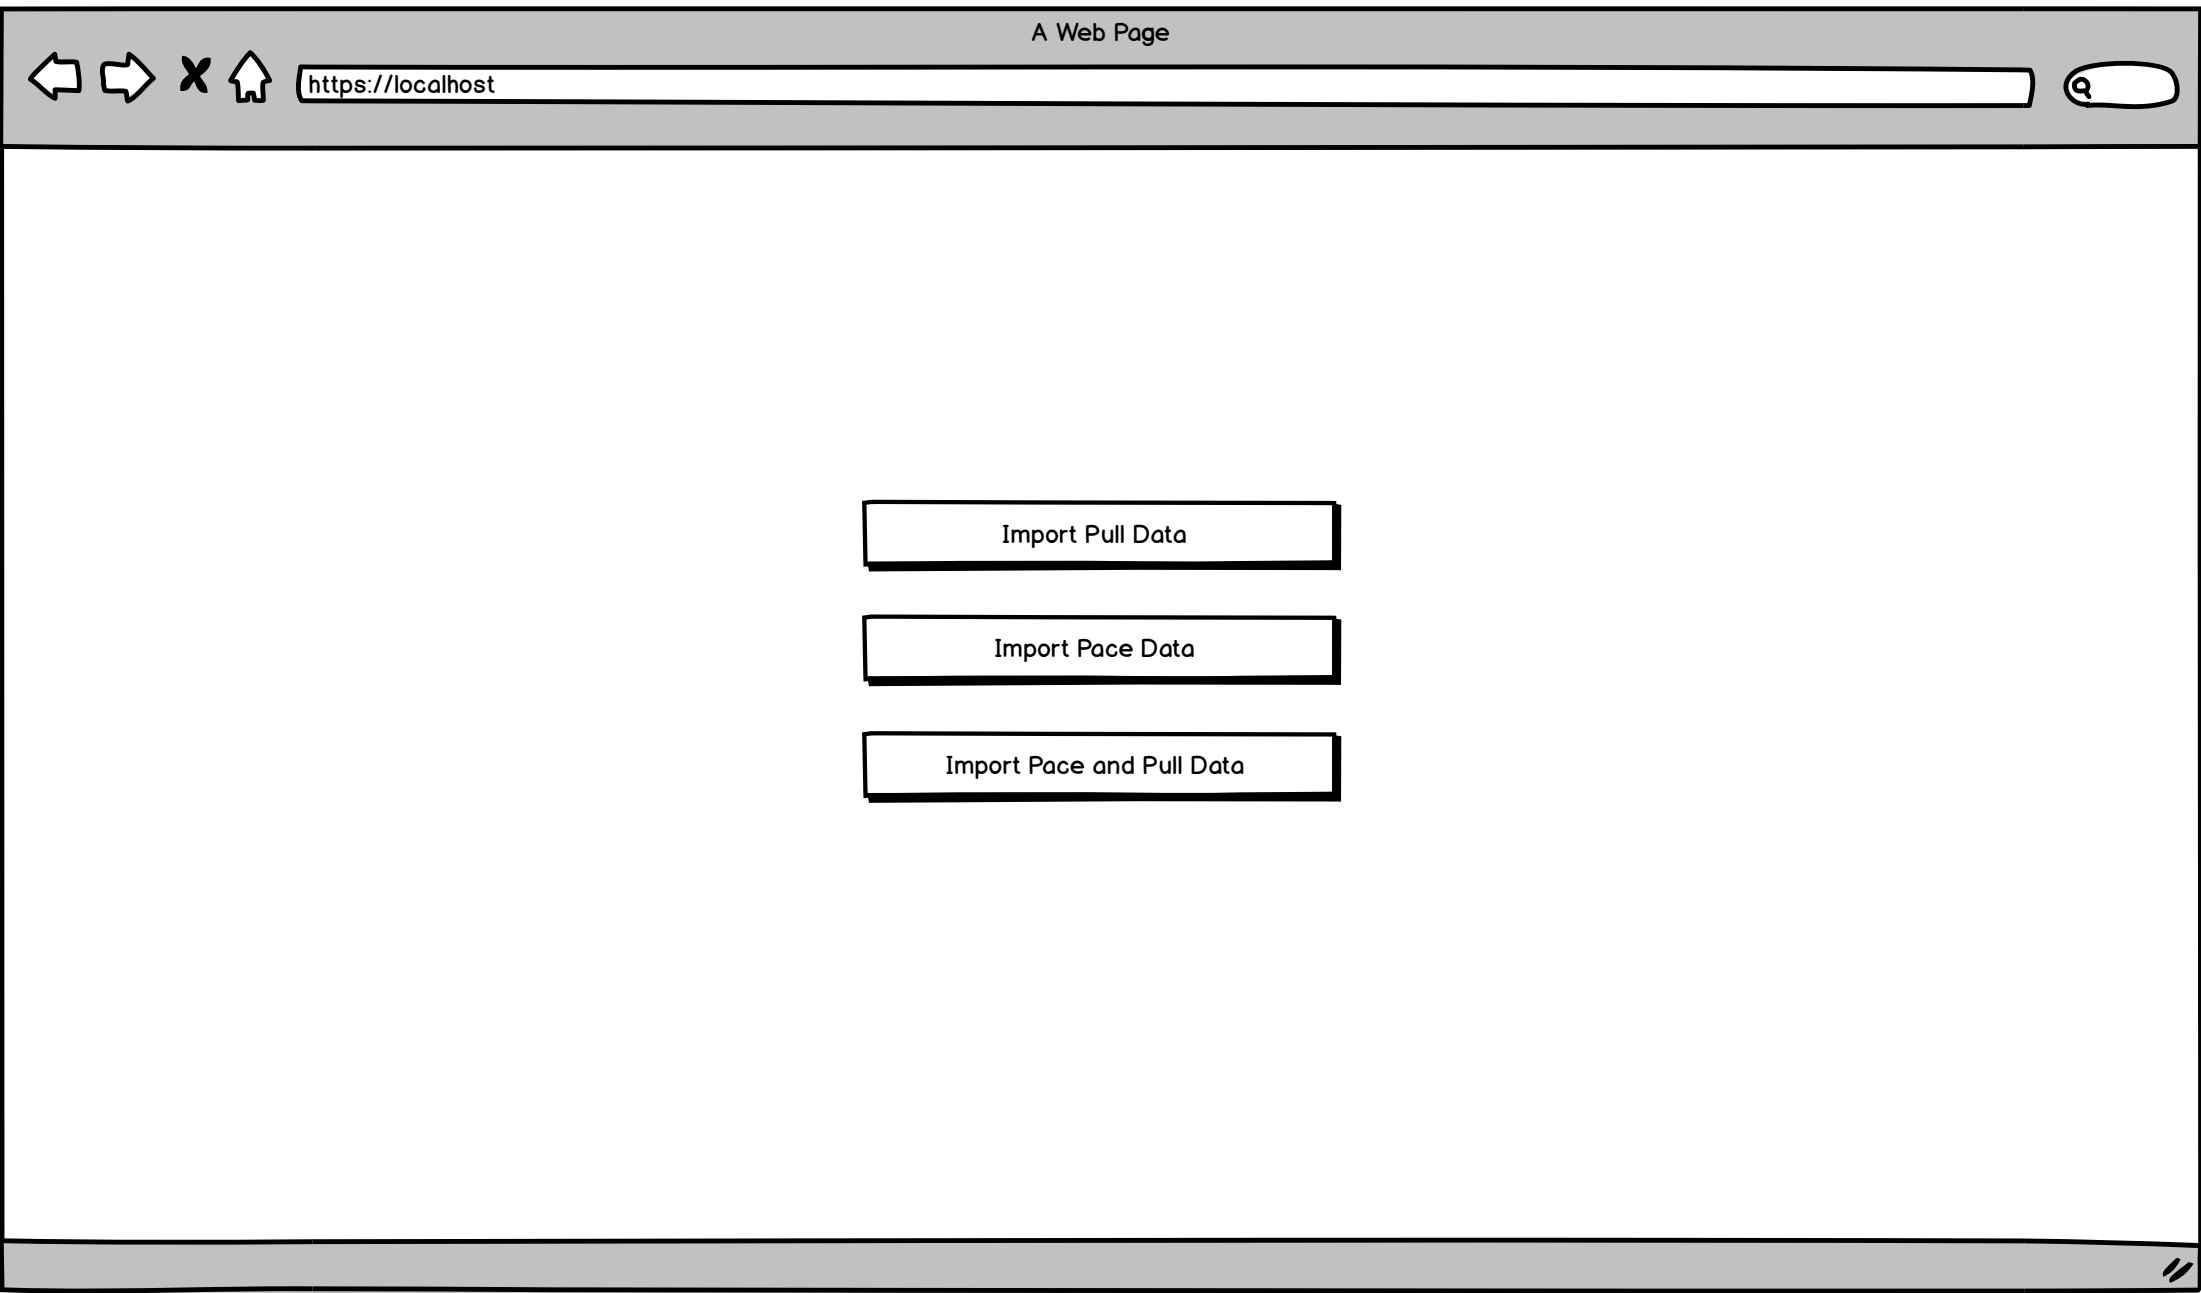 A Web Page
https://localhost
Import Pull Data
Import Pace Data
Import Pace and Pull Data